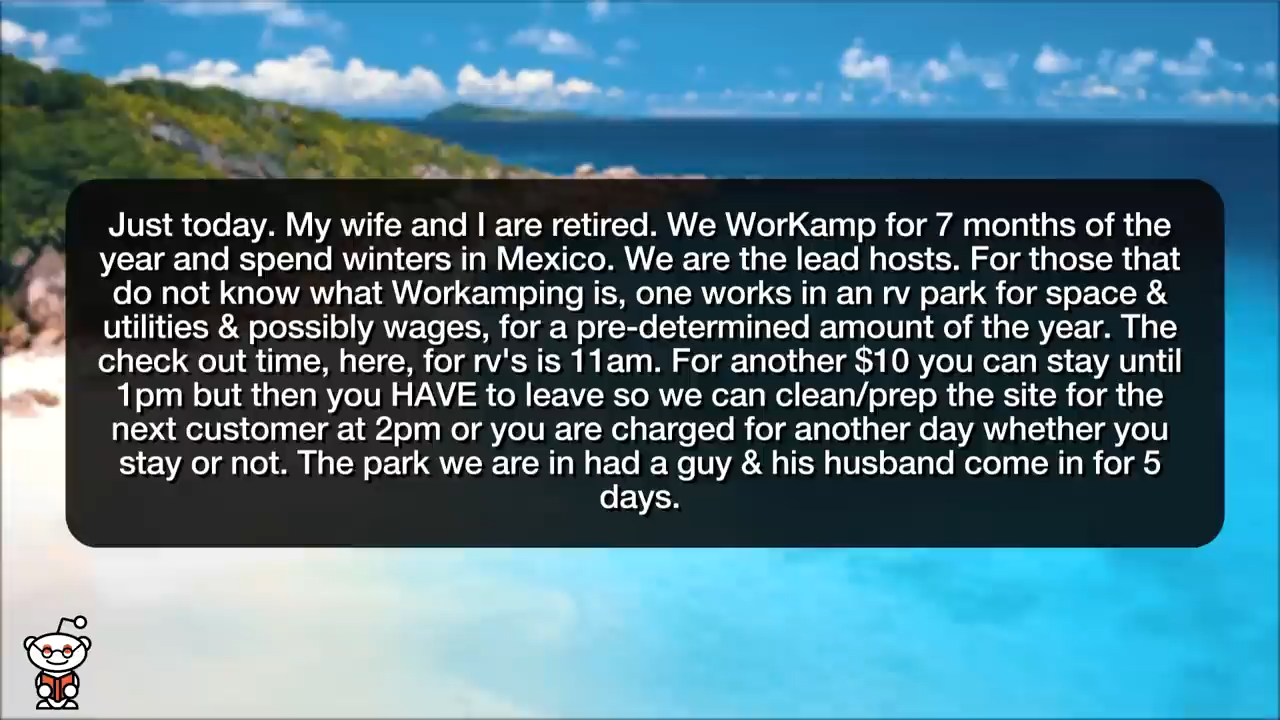 Just today. My wife and I are retired. We WorKamp for 7 months of the
year and spend winters in Mexico. We are the lead hosts. For those that
do not know what Workamping is, one works in an rv park for space &
utilities & possibly wages, for a pre-determined amount of the year. The
check out time, here, for rv's is 11am. For another $10 you can stay until
1pm but then you HAVE to leave so we can clean/prep the site for the
next customer at 2pm or you are charged for another day whether you
stay or not. The park we are in had a guy & his husband come in for 5
days.